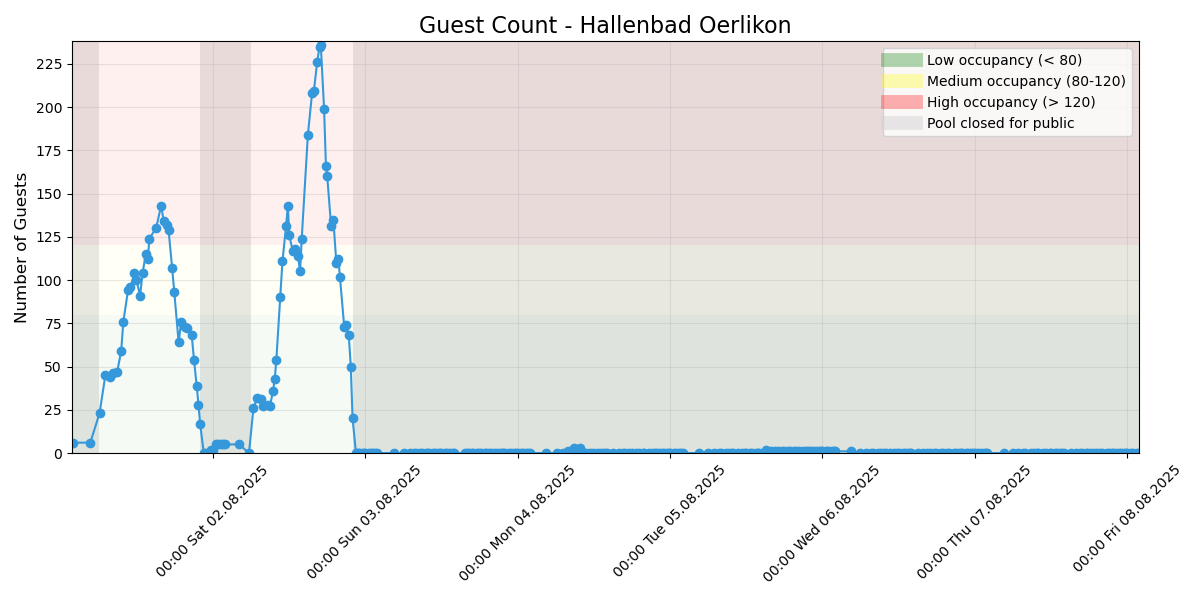 Guest Count - Hallenbad Oerlikon
Number of Guests
225
200
175
150
125
100
75
50
25
0
Low occupancy (< 80)
Medium occupancy (80-120)
High occupancy (> 120)
Pool closed for public
00:00 Sat 02.08.2025
00:00 Sun 03.08.2025
00:00 Mon 04.08.2025
00:00 Tue 05.08.2025
00:00 Wed 06.08.2025
00:00 Thu 07.08.2025
00:00 Fri 08.08.2025